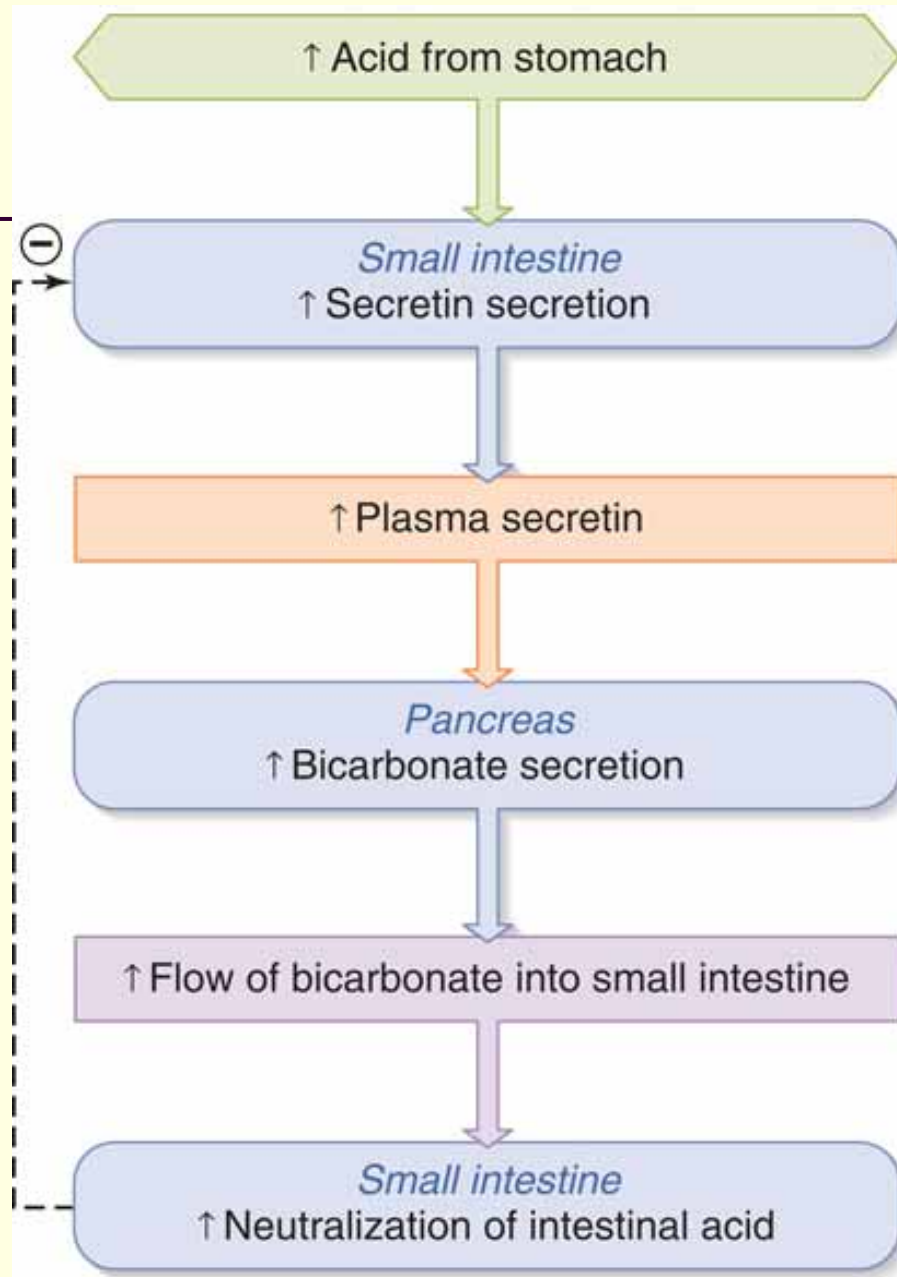 ↑ Acid from stomach
⊖
Small intestine
↑ Secretin secretion
↑ Plasma secretin
Pancreas
↑ Bicarbonate secretion
↑ Flow of bicarbonate into small intestine
Small intestine
↑ Neutralization of intestinal acid